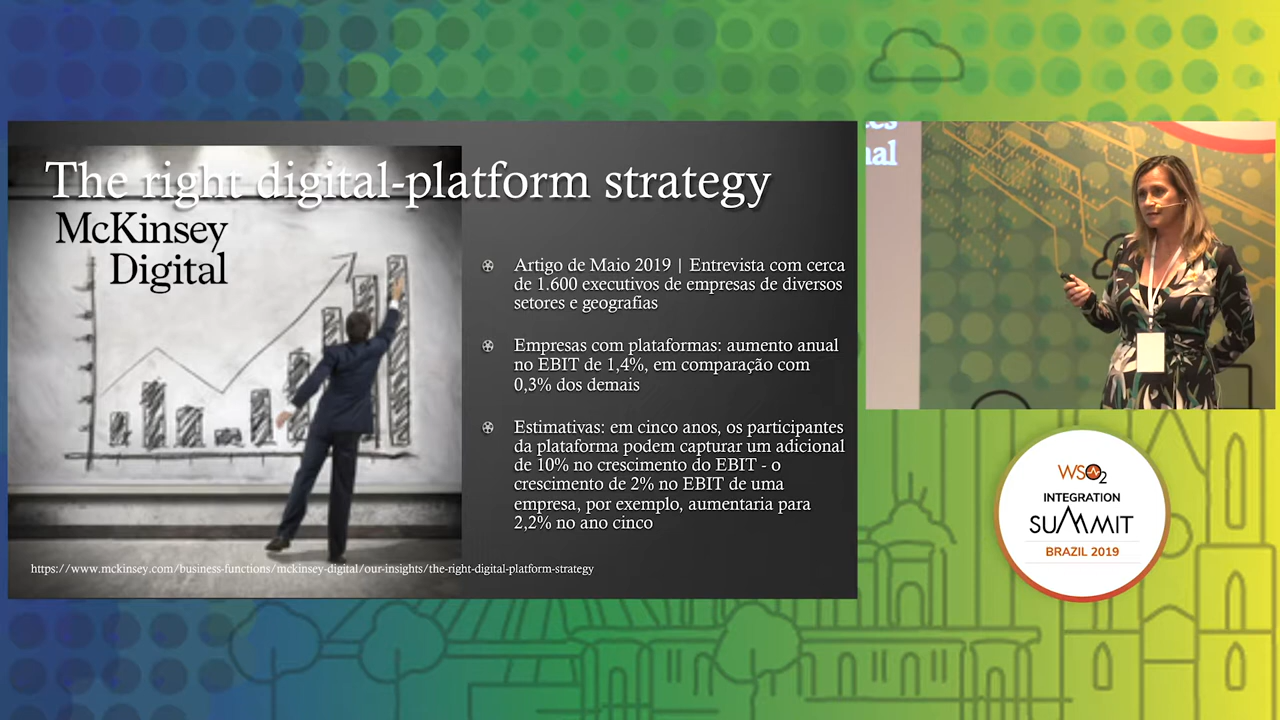 The right digital-platform strategy
McKinsey
Digital
Artigo de Maio 2019 | Entrevista com cerca
de 1.600 executivos de empresas de diversos
setores e geografias
Empresas com plataformas: aumento anual
no EBIT de 1,4%, em comparação com
0,3% dos demais
Estimativas: em cinco anos, os participantes
da plataforma podem capturar um adicional
de 10% no crescimento do EBIT - o
crescimento de 2% no EBIT de uma
empresa, por exemplo, aumentaria para
2,2% no ano cinco
https://www.mckinsey.com/business-functions/mckinsey-digital/our-insights/the-right-digital-platform-strategy
WSO2
INTEGRATION
SUMMIT
BRAZIL 2019